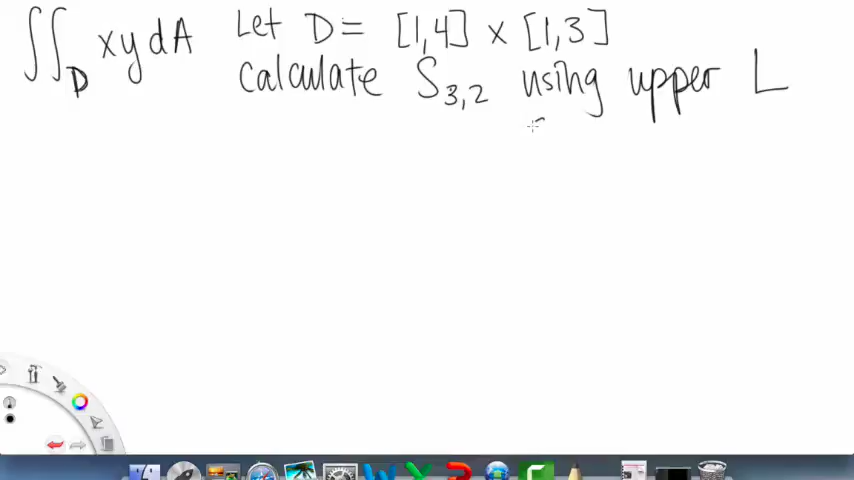 ∬_D xy dA Let D = [1,4] × [1,3]
calculate S_{3,2} using upper L